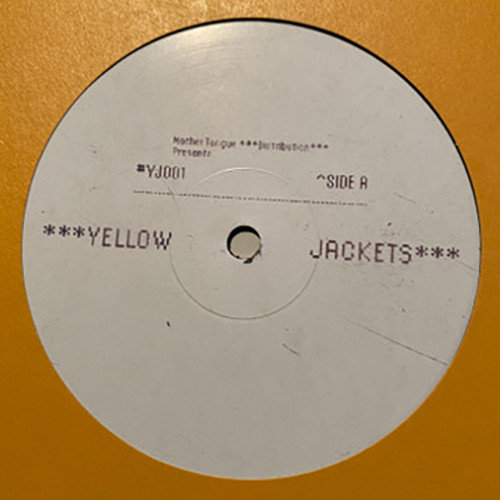 Mother Tongue ***Distribution***
Presents
#YJ001 ^SIDE A
***YELLOW JACKETS***